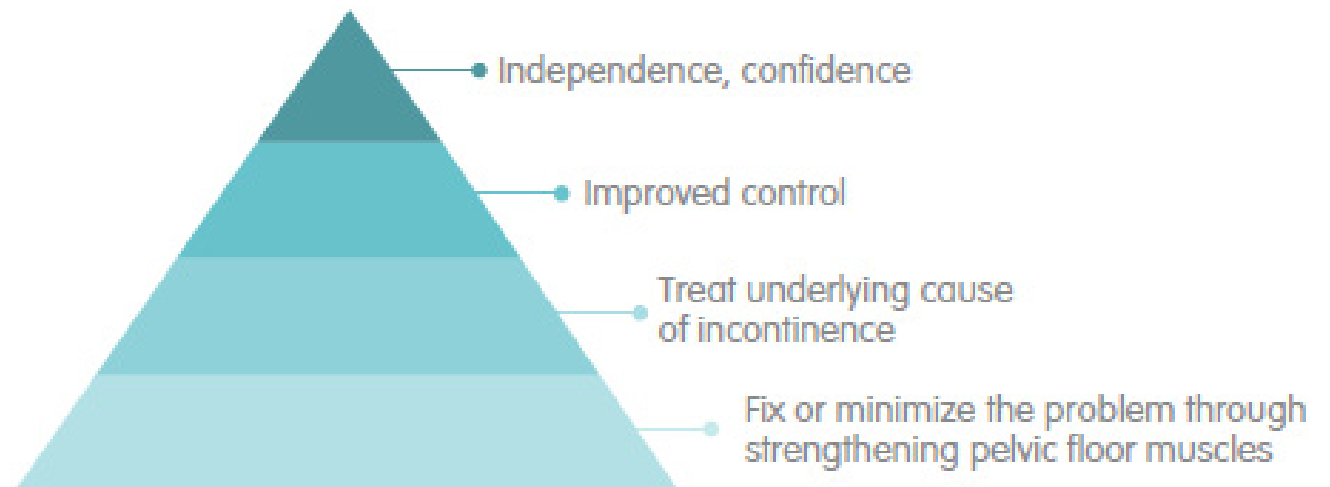 Independence, confidence
Improved control
Treat underlying cause
of incontinence
Fix or minimize the problem through
strengthening pelvic floor muscles